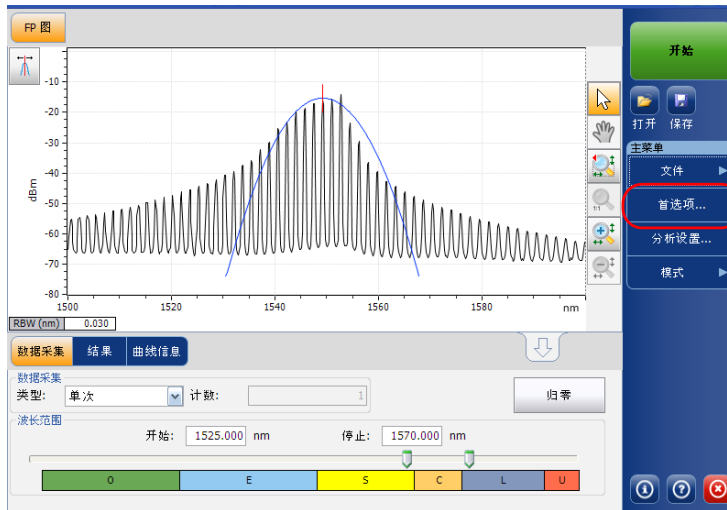 FP 图
开始
打开 保存
主菜单
文件
首选项...
分析设置...
模式
dBm
-10
-20
-30
-40
-50
-60
-70
-80
1500 1520 1540 1560 1580 nm
RBW (nm) 0.030
1:1
数据采集 结果 曲线信息
数据采集
类型: 单次 计数: 1
归零
波长范围
开始: 1525.000 nm 停止: 1570.000 nm
O E S C L U